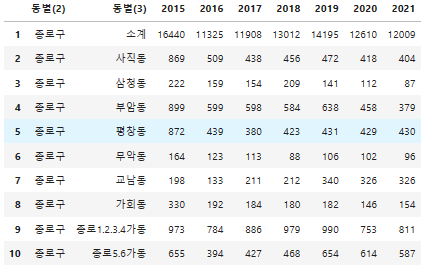 동별(2) 동별(3) 2015 2016 2017 2018 2019 2020 2021
1 종로구 소계 16440 11325 11908 13012 14195 12610 12009
2 종로구 사직동 869 509 438 456 472 418 404
3 종로구 삼청동 222 159 154 209 141 112 87
4 종로구 부암동 899 599 598 584 638 458 379
5 종로구 평창동 872 439 380 423 431 429 430
6 종로구 무악동 164 123 113 88 106 102 96
7 종로구 교남동 198 133 211 212 340 326 326
8 종로구 가회동 330 192 184 180 182 146 154
9 종로구 종로1.2.3.4가동 973 784 886 979 990 753 811
10 종로구 종로5.6가동 655 394 427 468 654 614 587